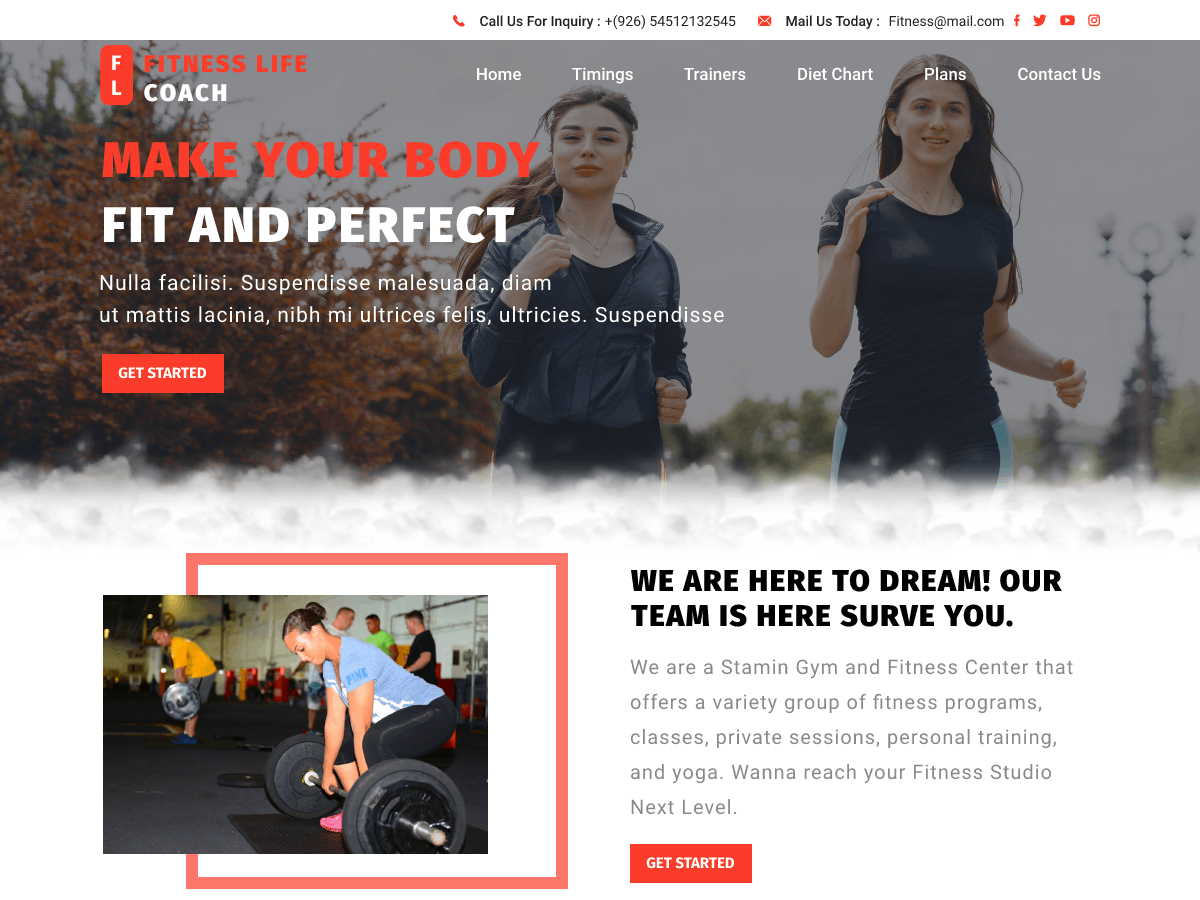 Call Us For Inquiry : +(926) 54512132545 Mail Us Today : Fitness@mail.com
F
L
FITNESS LIFE
COACH
Home Timings Trainers Diet Chart Plans Contact Us
MAKE YOUR BODY
FIT AND PERFECT
Nulla facilisi. Suspendisse malesuada, diam
ut mattis lacinia, nibh mi ultrices felis, ultricies. Suspendisse
GET STARTED
PINK
WE ARE HERE TO DREAM! OUR
TEAM IS HERE SURVE YOU.
We are a Stamin Gym and Fitness Center that
offers a variety group of fitness programs,
classes, private sessions, personal training,
and yoga. Wanna reach your Fitness Studio
Next Level.
GET STARTED